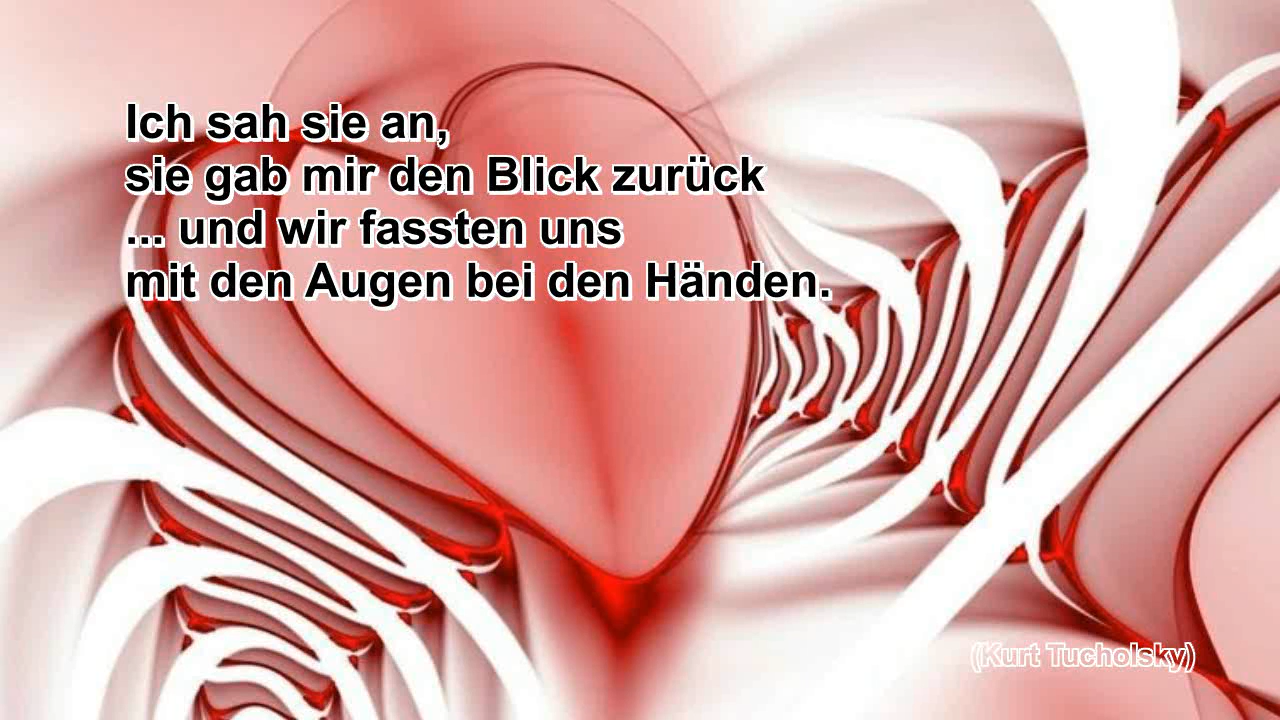 Ich sah sie an,
sie gab mir den Blick zurück
... und wir fassten uns
mit den Augen bei den Händen.
(Kurt Tucholsky)